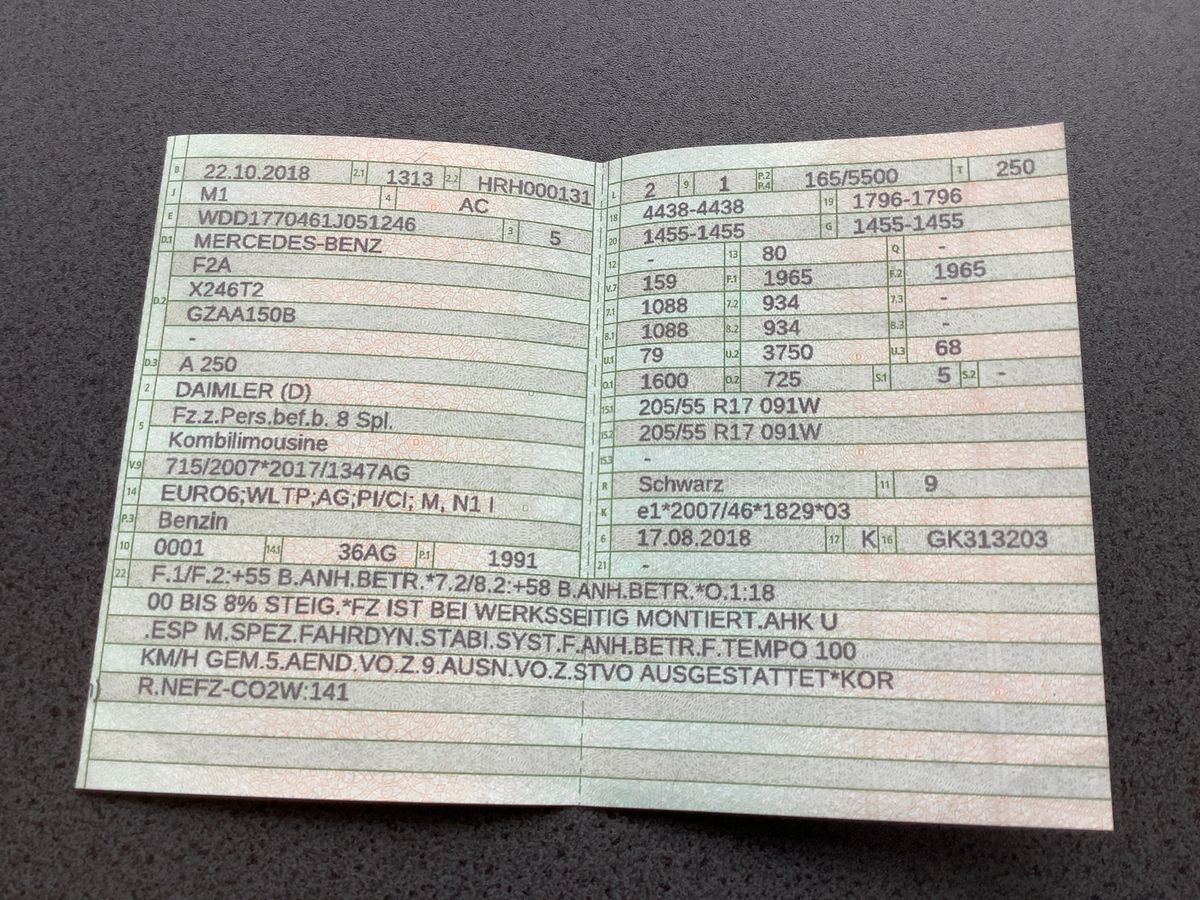 B 22.10.2018 2.1 1313 2.2 HRH000131
J M1 4 AC
E WDD1770461J051246 3 5
D.1 MERCEDES-BENZ
F2A
D.2 X246T2
GZAA150B
-
D.3 A 250
2 DAIMLER (D)
5 Fz.z.Pers.bef.b. 8 Spl.
Kombilimousine
V.9 715/2007*2017/1347AG
14 EURO6;WLTP;AG;PI/CI; M, N1 I
P.3 Benzin
10 0001 14.1 36AG P.1 1991
L 2 9 1 P.2 P.4 165/5500 T 250
18 4438-4438 19 1796-1796
20 1455-1455 G 1455-1455
12 - 13 80 Q -
V.7 159 F.1 1965 F.2 1965
7.1 1088 7.2 934 7.3 -
8.1 1088 8.2 934 8.3 -
U.1 79 U.2 3750 U.3 68
O.1 1600 O.2 725 S.1 5 S.2 -
15.1 205/55 R17 091W
15.2 205/55 R17 091W
15.3 -
R Schwarz 11 9
K e1*2007/46*1829*03
6 17.08.2018 17 K 16 GK313203
21 -
22 F.1/F.2:+55 B.ANH.BETR.*7.2/8.2:+58 B.ANH.BETR.*O.1:18
00 BIS 8% STEIG.*FZ IST BEI WERKSSEITIG MONTIERT.AHK U
.ESP M.SPEZ.FAHRDYN.STABI.SYST.F.ANH.BETR.F.TEMPO 100
KM/H GEM.5.AEND.VO.Z.9.AUSN.VO.Z.STVO AUSGESTATTET*KOR
R.NEFZ-CO2W:141